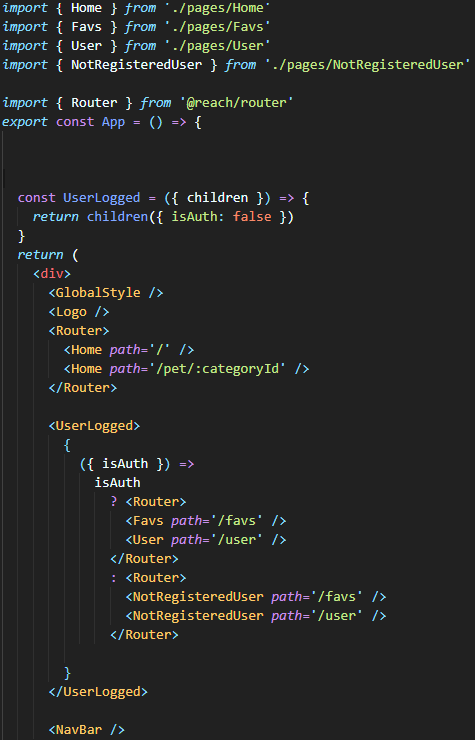 import { Home } from './pages/Home'
import { Favs } from './pages/Favs'
import { User } from './pages/User'
import { NotRegisteredUser } from './pages/NotRegisteredUser'
import { Router } from '@reach/router'
export const App = () => {
const UserLogged = ({ children }) => {
return children({ isAuth: false })
}
return (
<div>
<GlobalStyle />
<Logo />
<Router>
<Home path='/' />
<Home path='/pet/:categoryId' />
</Router>
<UserLogged>
{
({ isAuth }) =>
isAuth
? <Router>
<Favs path='/favs' />
<User path='/user' />
</Router>
: <Router>
<NotRegisteredUser path='/favs' />
<NotRegisteredUser path='/user' />
</Router>
}
</UserLogged>
<NavBar />